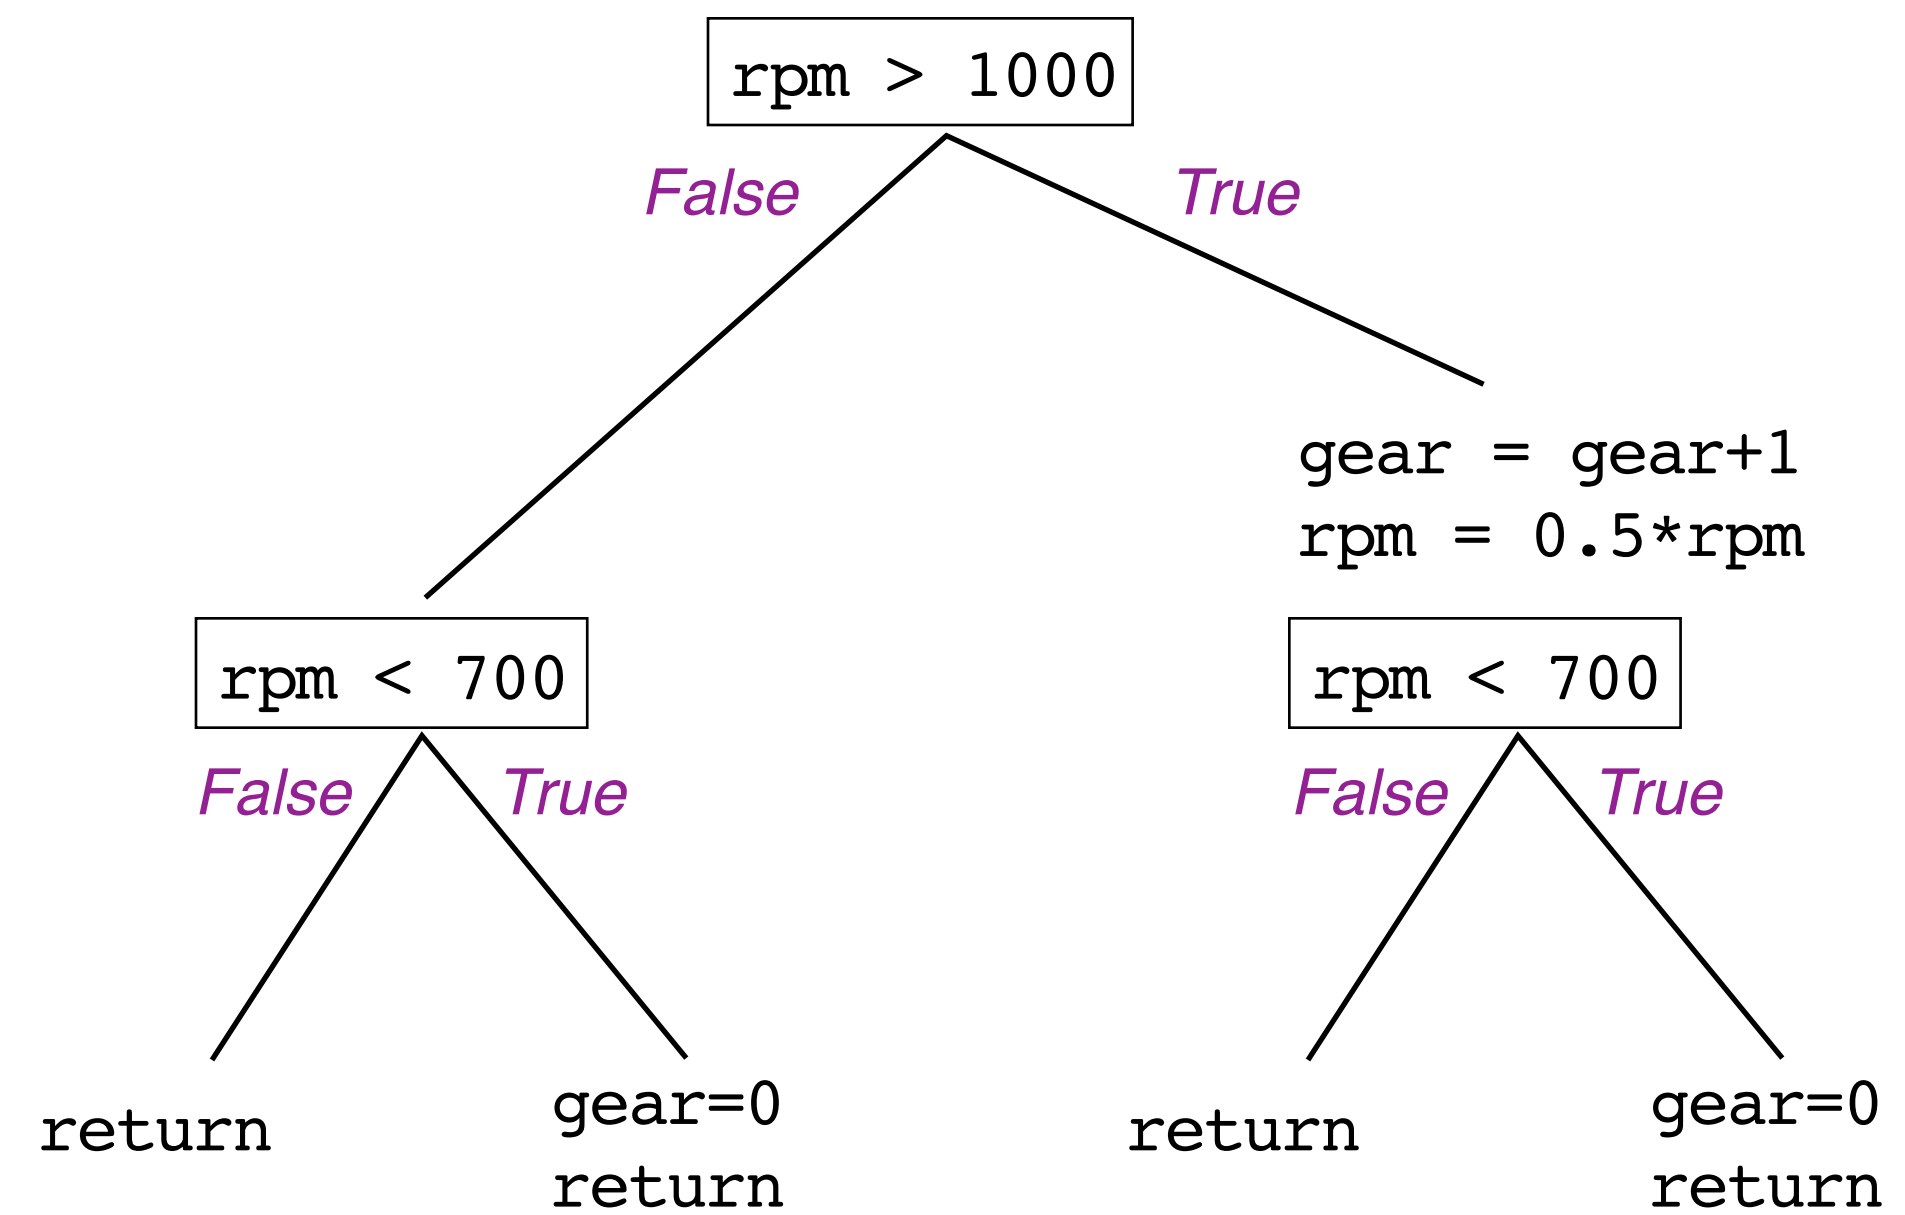 rpm > 1000
False
True
gear = gear+1
rpm = 0.5*rpm
rpm < 700
rpm < 700
False
True
False
True
return
gear=0
return
return
gear=0
return